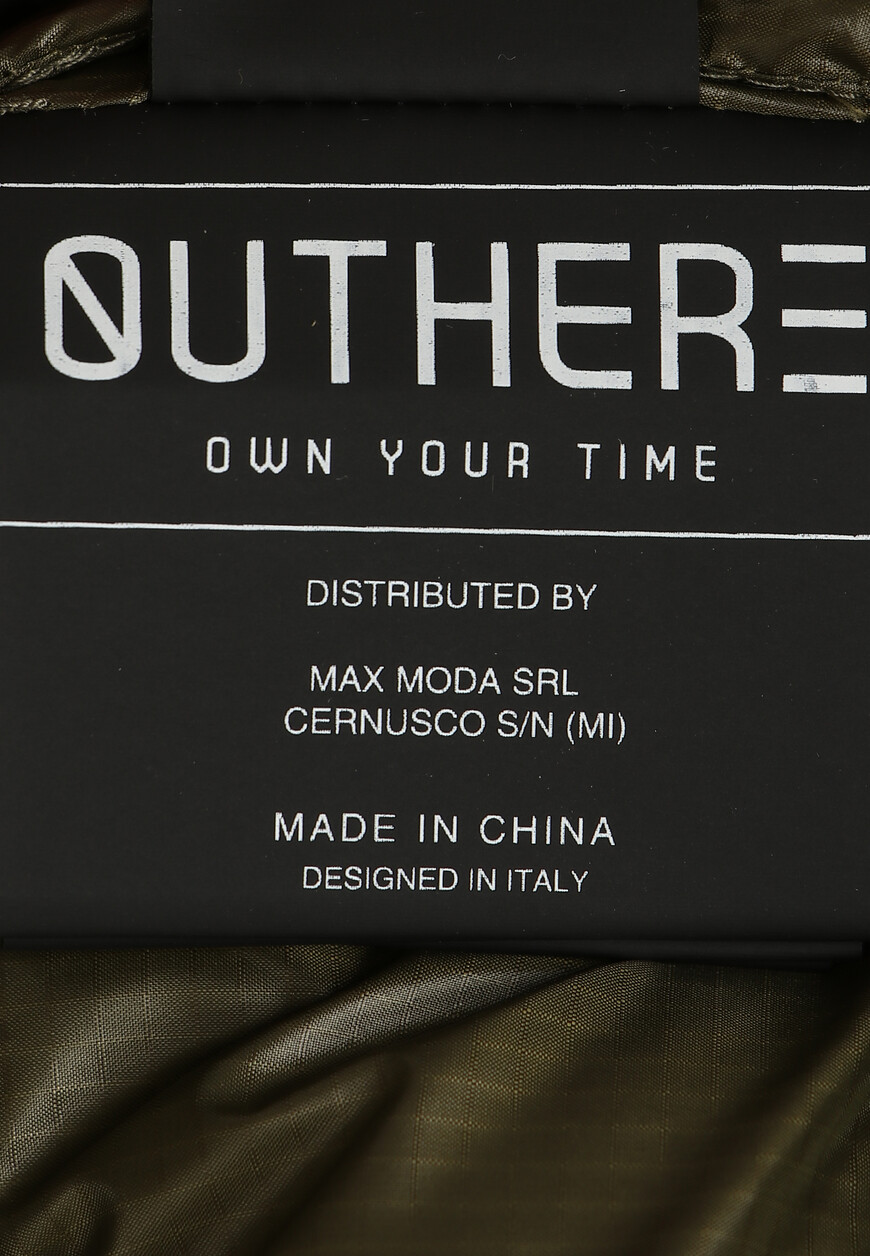 OUTHERE
OWN YOUR TIME
DISTRIBUTED BY
MAX MODA SRL
CERNUSCO S/N (MI)
MADE IN CHINA
DESIGNED IN ITALY